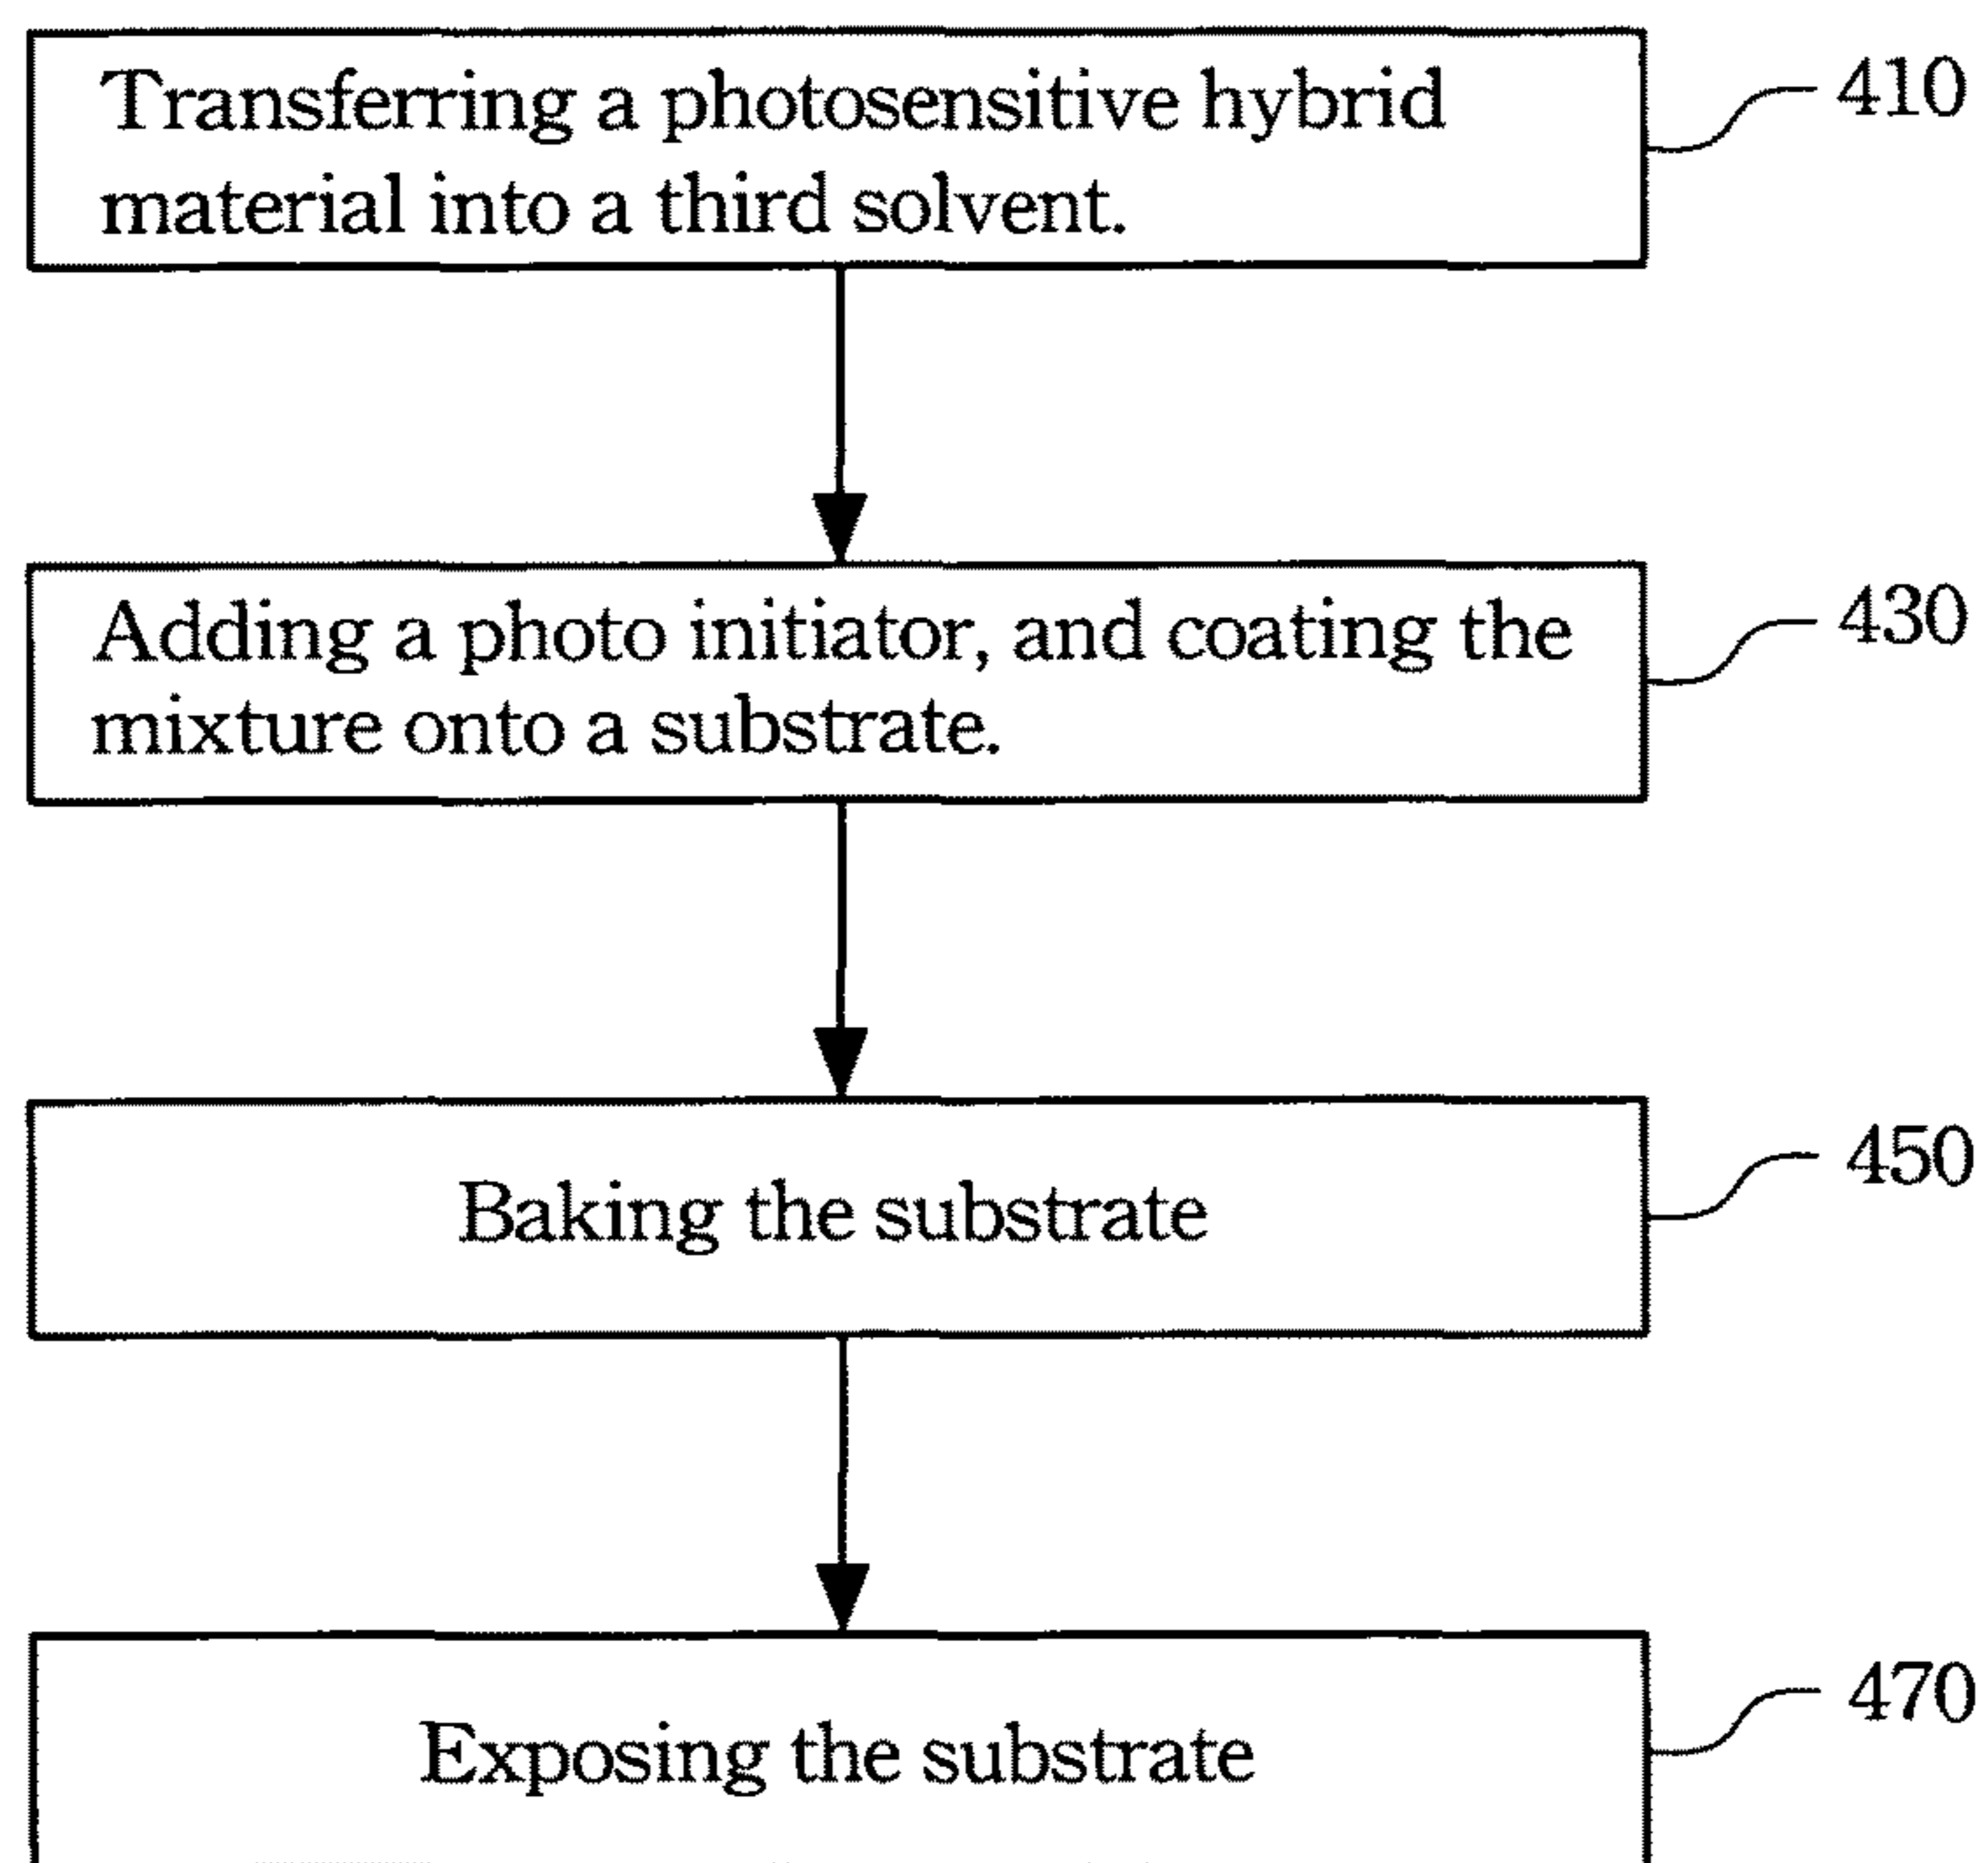 Transferring a photosensitive hybrid
material into a third solvent.
410
Adding a photo initiator, and coating the
mixture onto a substrate.
430
Baking the substrate
450
Exposing the substrate
470